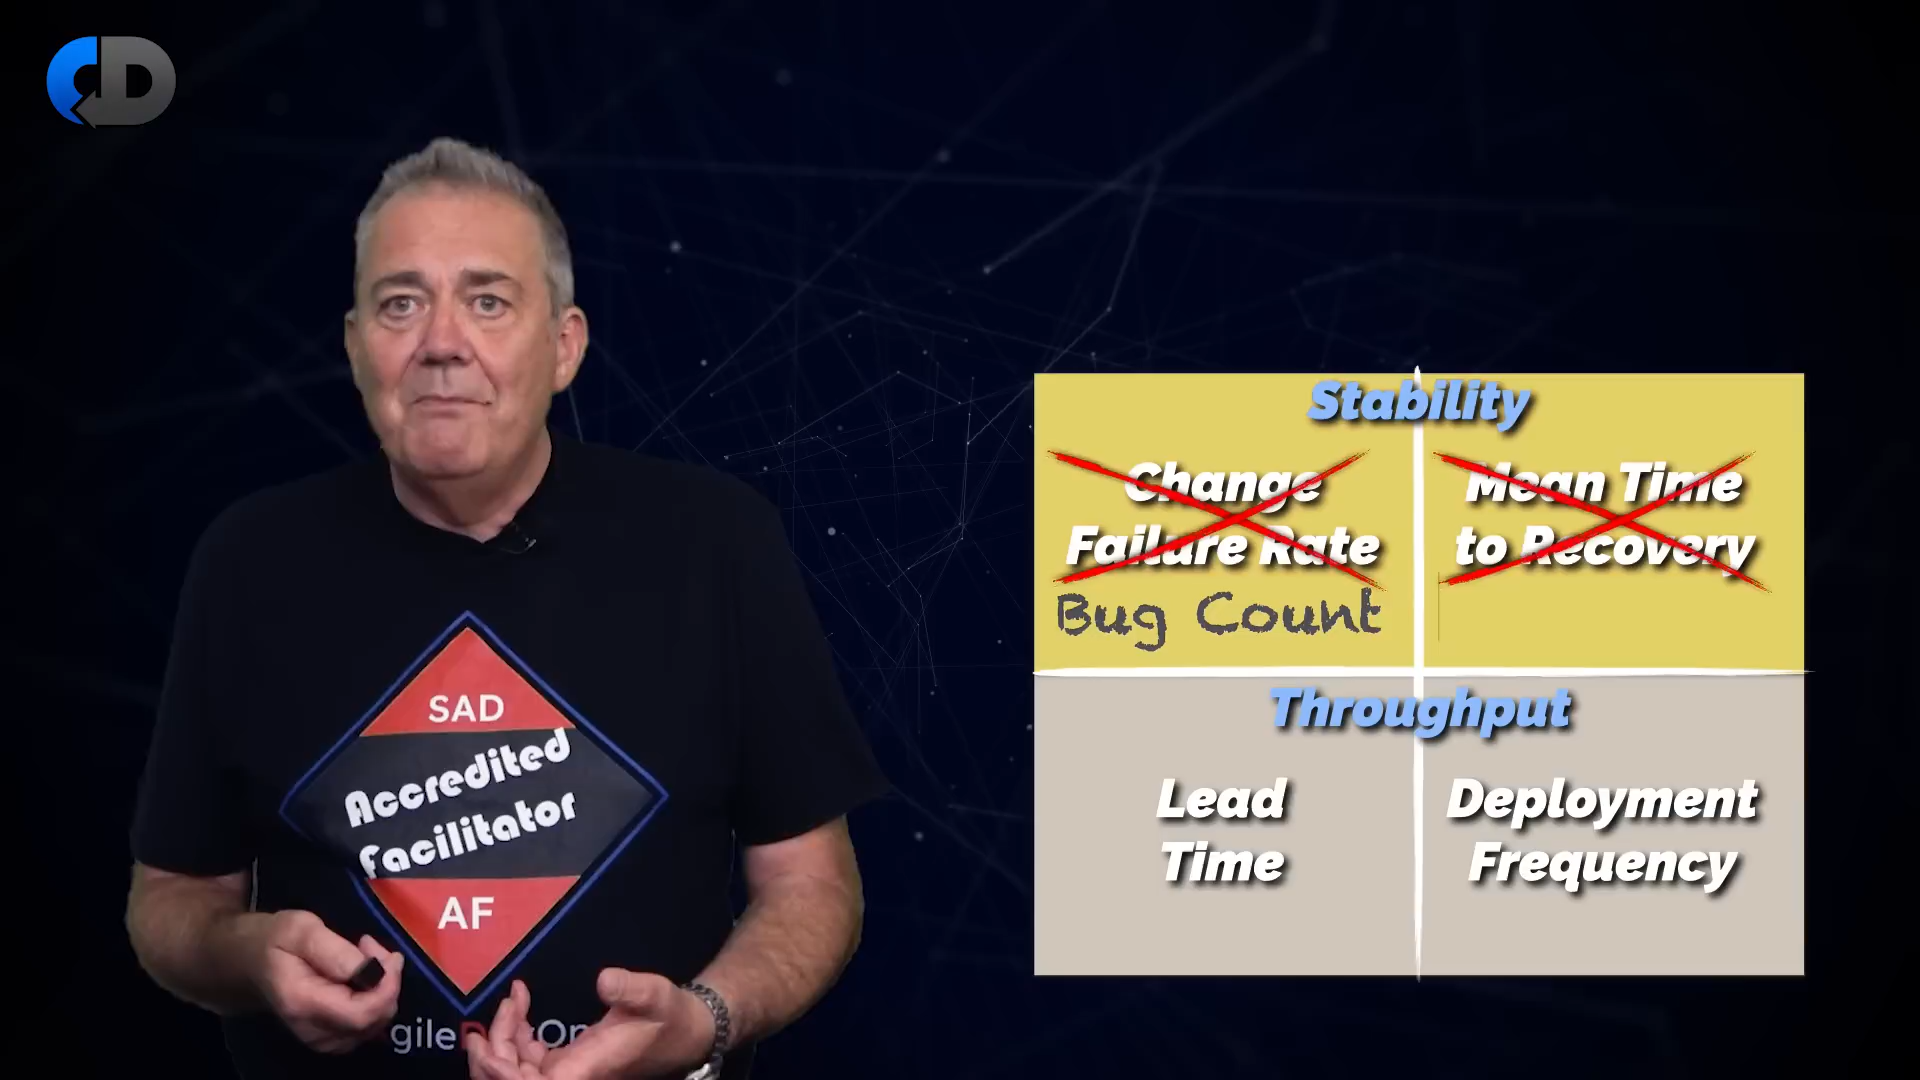 CD
SAD
Accredited
Facilitator
AF
Stability
Change
Failure Rate
Bug Count
Mean Time
to Recovery
Throughput
Lead
Time
Deployment
Frequency